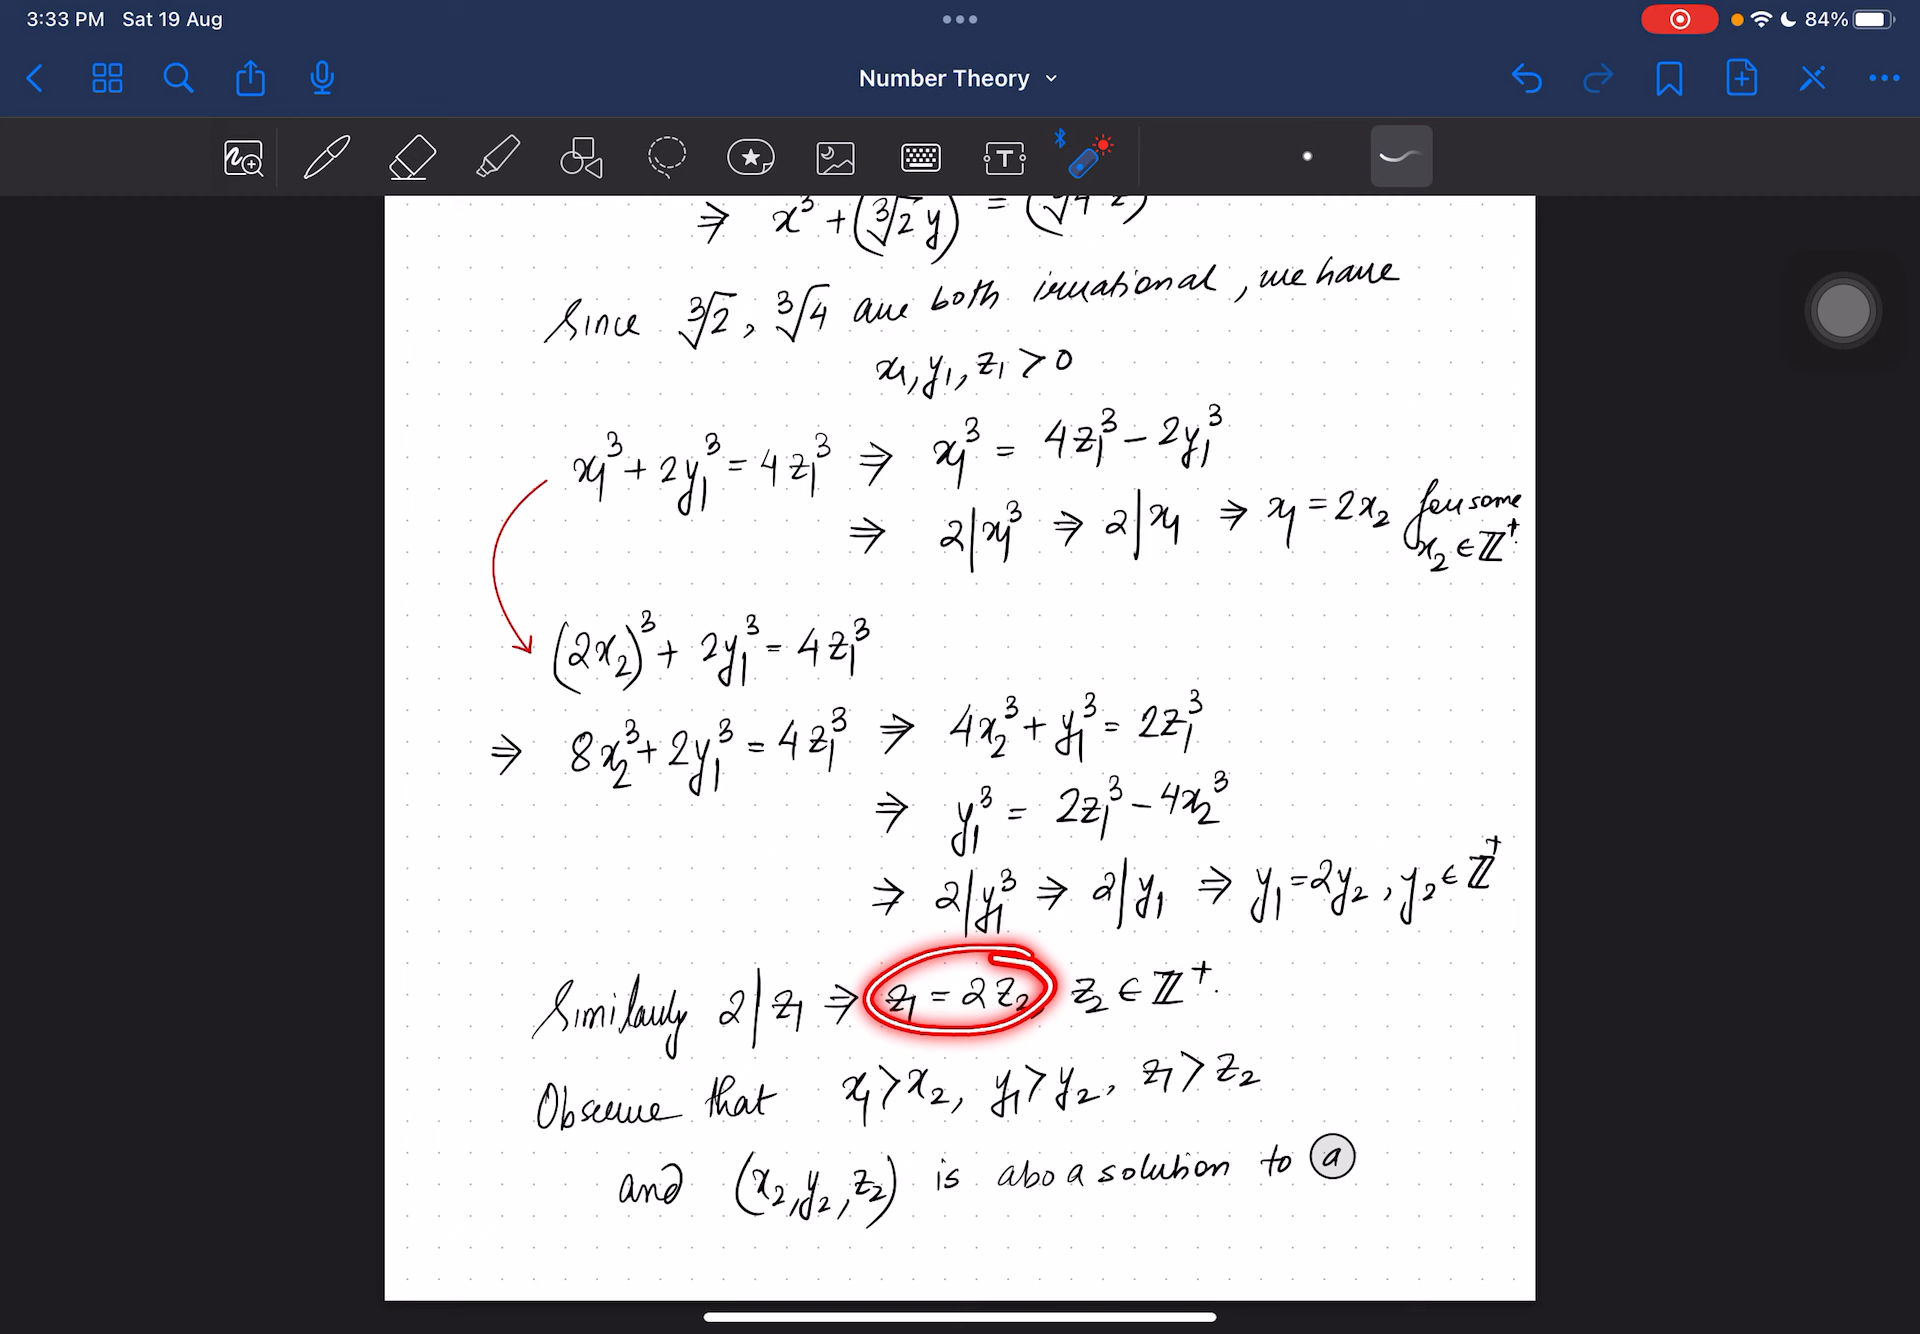 3:33 PM Sat 19 Aug
84%
Number Theory
T
⇒ x³ + (∛2 y) = (∛4 z)
Since ∛2, ∛4 are both irrational, we have
x₁, y₁, z₁ > 0
x₁³ + 2y₁³ = 4z₁³ ⇒ x₁³ = 4z₁³ − 2y₁³
⇒ 2|x₁³ ⇒ 2|x₁ ⇒ x₁ = 2x₂ for some
x₂ ∈ ℤ⁺.
(2x₂)³ + 2y₁³ = 4z₁³
⇒ 8x₂³ + 2y₁³ = 4z₁³ ⇒ 4x₂³ + y₁³ = 2z₁³
⇒ y₁³ = 2z₁³ − 4x₂³
⇒ 2|y₁³ ⇒ 2|y₁ ⇒ y₁ = 2y₂, y₂ ∈ ℤ⁺
Similarly 2|z₁ ⇒ z₁ = 2z₂, z₂ ∈ ℤ⁺.
Observe that x₁ > x₂, y₁ > y₂, z₁ > z₂
and (x₂, y₂, z₂) is also a solution to ⓐ